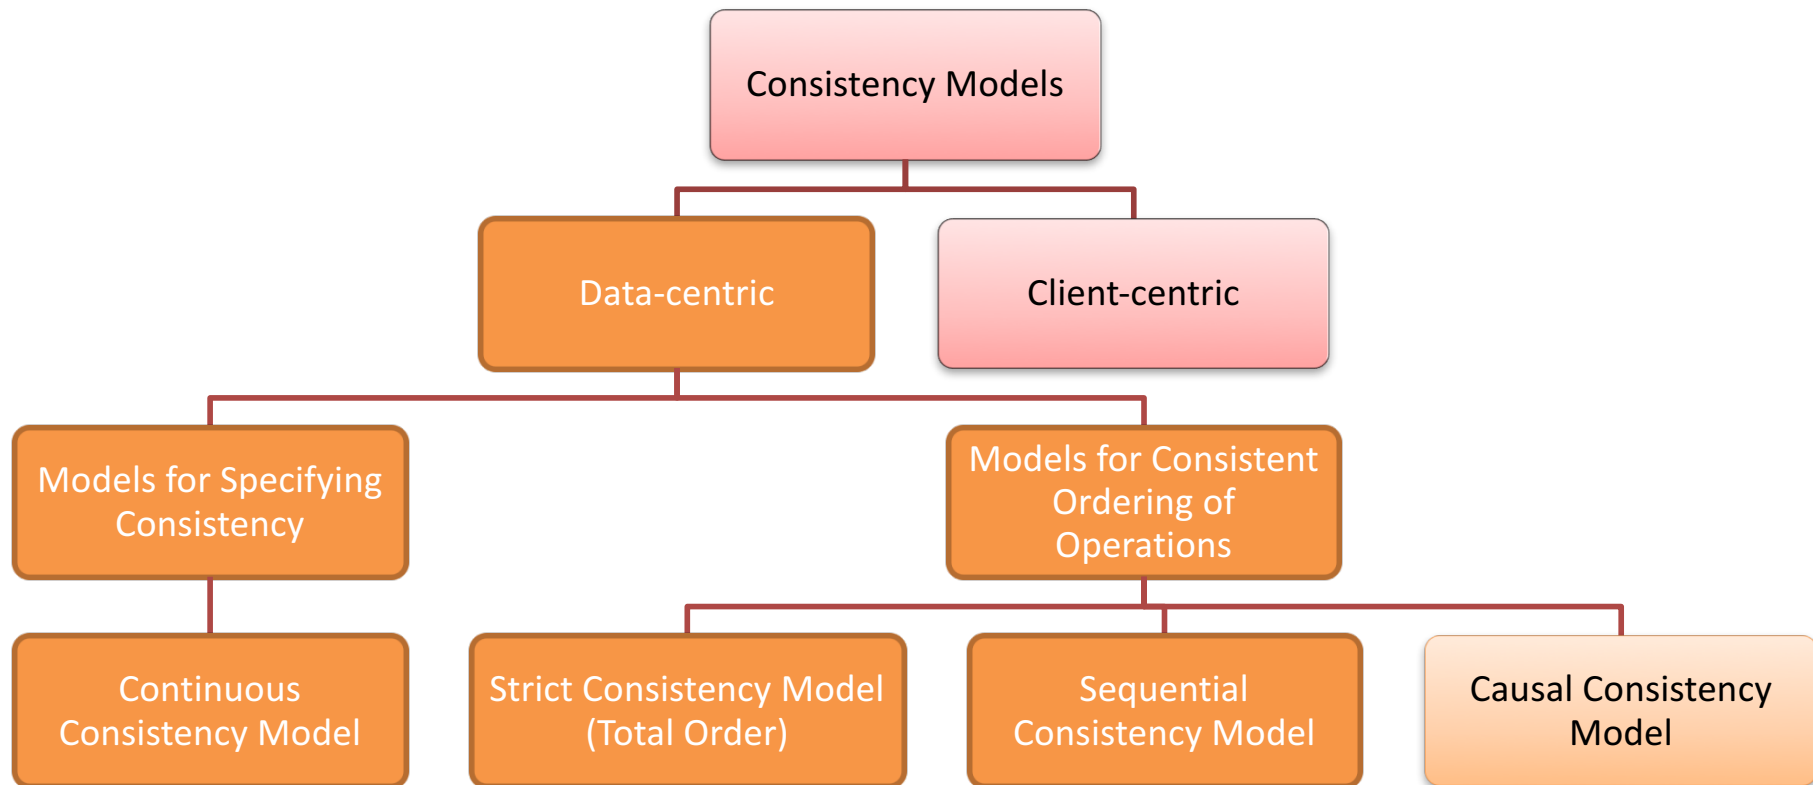 Consistency Models
Data-centric
Client-centric
Models for Specifying
Consistency
Models for Consistent
Ordering of
Operations
Continuous
Consistency Model
Strict Consistency Model
(Total Order)
Sequential
Consistency Model
Causal Consistency
Model